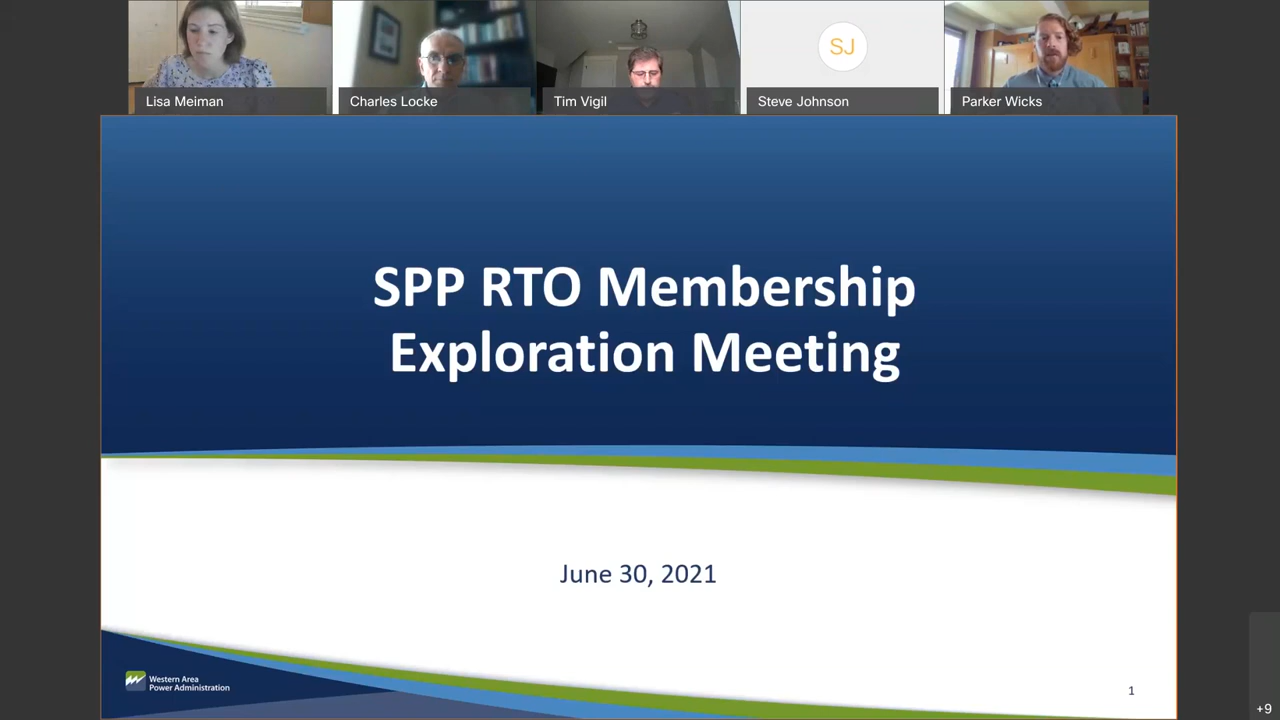 SJ
Lisa Meiman
Charles Locke
Tim Vigil
Steve Johnson
Parker Wicks
SPP RTO Membership
Exploration Meeting
June 30, 2021
Western Area
Power Administration
1
+9